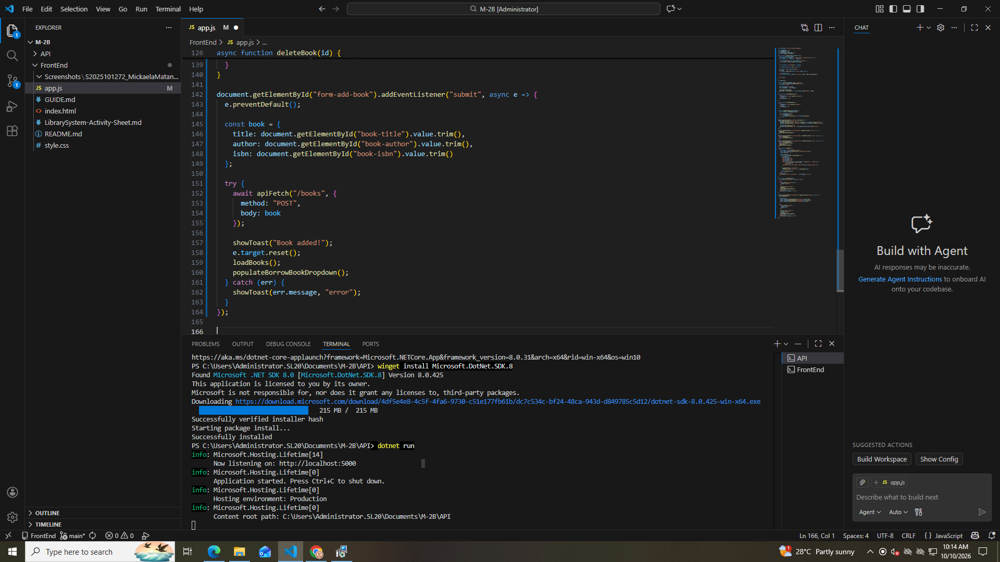 File Edit Selection View Go Run Terminal Help
M-2B [Administrator]
EXPLORER
M-2B
API
FrontEnd
Screenshots\S2025101272_MickaelaMatan...
JS app.js M
GUIDE.md
index.html
LibrarySystem-Activity-Sheet.md
README.md
style.css
OUTLINE
TIMELINE
JS app.js M
FrontEnd > JS app.js > ...
126 async function deleteBook(id) {
139 }
140 }
141
142 document.getElementById("form-add-book").addEventListener("submit", async e => {
143 e.preventDefault();
144
145 const book = {
146 title: document.getElementById("book-title").value.trim(),
147 author: document.getElementById("book-author").value.trim(),
148 isbn: document.getElementById("book-isbn").value.trim()
149 };
150
151 try {
152 await apiFetch("/books", {
153 method: "POST",
154 body: book
155 });
156
157 showToast("Book added!");
158 e.target.reset();
159 loadBooks();
160 populateBorrowBookDropdown();
161 } catch (err) {
162 showToast(err.message, "error");
163 }
164 });
165
166
PROBLEMS OUTPUT DEBUG CONSOLE TERMINAL PORTS
https://aka.ms/dotnet-core-applaunch?framework=Microsoft.NETCore.App&framework_version=8.0.31&arch=x64&rid=win-x64&os=win10
PS C:\Users\Administrator.SL20\Documents\M-2B\API> winget install Microsoft.DotNet.SDK.8
Found Microsoft .NET SDK 8.0 [Microsoft.DotNet.SDK.8] Version 8.0.425
This application is licensed to you by its owner.
Microsoft is not responsible for, nor does it grant any licenses to, third-party packages.
Downloading https://download.microsoft.com/download/4df5e4e8-4c5f-4fa6-9730-c51e177fb61b/dc7c534c-bf24-48ca-943d-d849785c5d12/dotnet-sdk-8.0.425-win-x64.exe
215 MB / 215 MB
Successfully verified installer hash
Starting package install...
Successfully installed
PS C:\Users\Administrator.SL20\Documents\M-2B\API> dotnet run
info: Microsoft.Hosting.Lifetime[14]
Now listening on: http://localhost:5000
info: Microsoft.Hosting.Lifetime[0]
Application started. Press Ctrl+C to shut down.
info: Microsoft.Hosting.Lifetime[0]
Hosting environment: Production
info: Microsoft.Hosting.Lifetime[0]
Content root path: C:\Users\Administrator.SL20\Documents\M-2B\API
API
FrontEnd
CHAT
Build with Agent
AI responses may be inaccurate.
Generate Agent Instructions to onboard AI
onto your codebase.
SUGGESTED ACTIONS
Build Workspace Show Config
JS app.js
Describe what to build next
Agent Auto
FrontEnd main* 0 0
Ln 166, Col 1 Spaces: 4 UTF-8 CRLF {} JavaScript
Type here to search
1 28°C Partly sunny
10:14 AM
10/10/2026